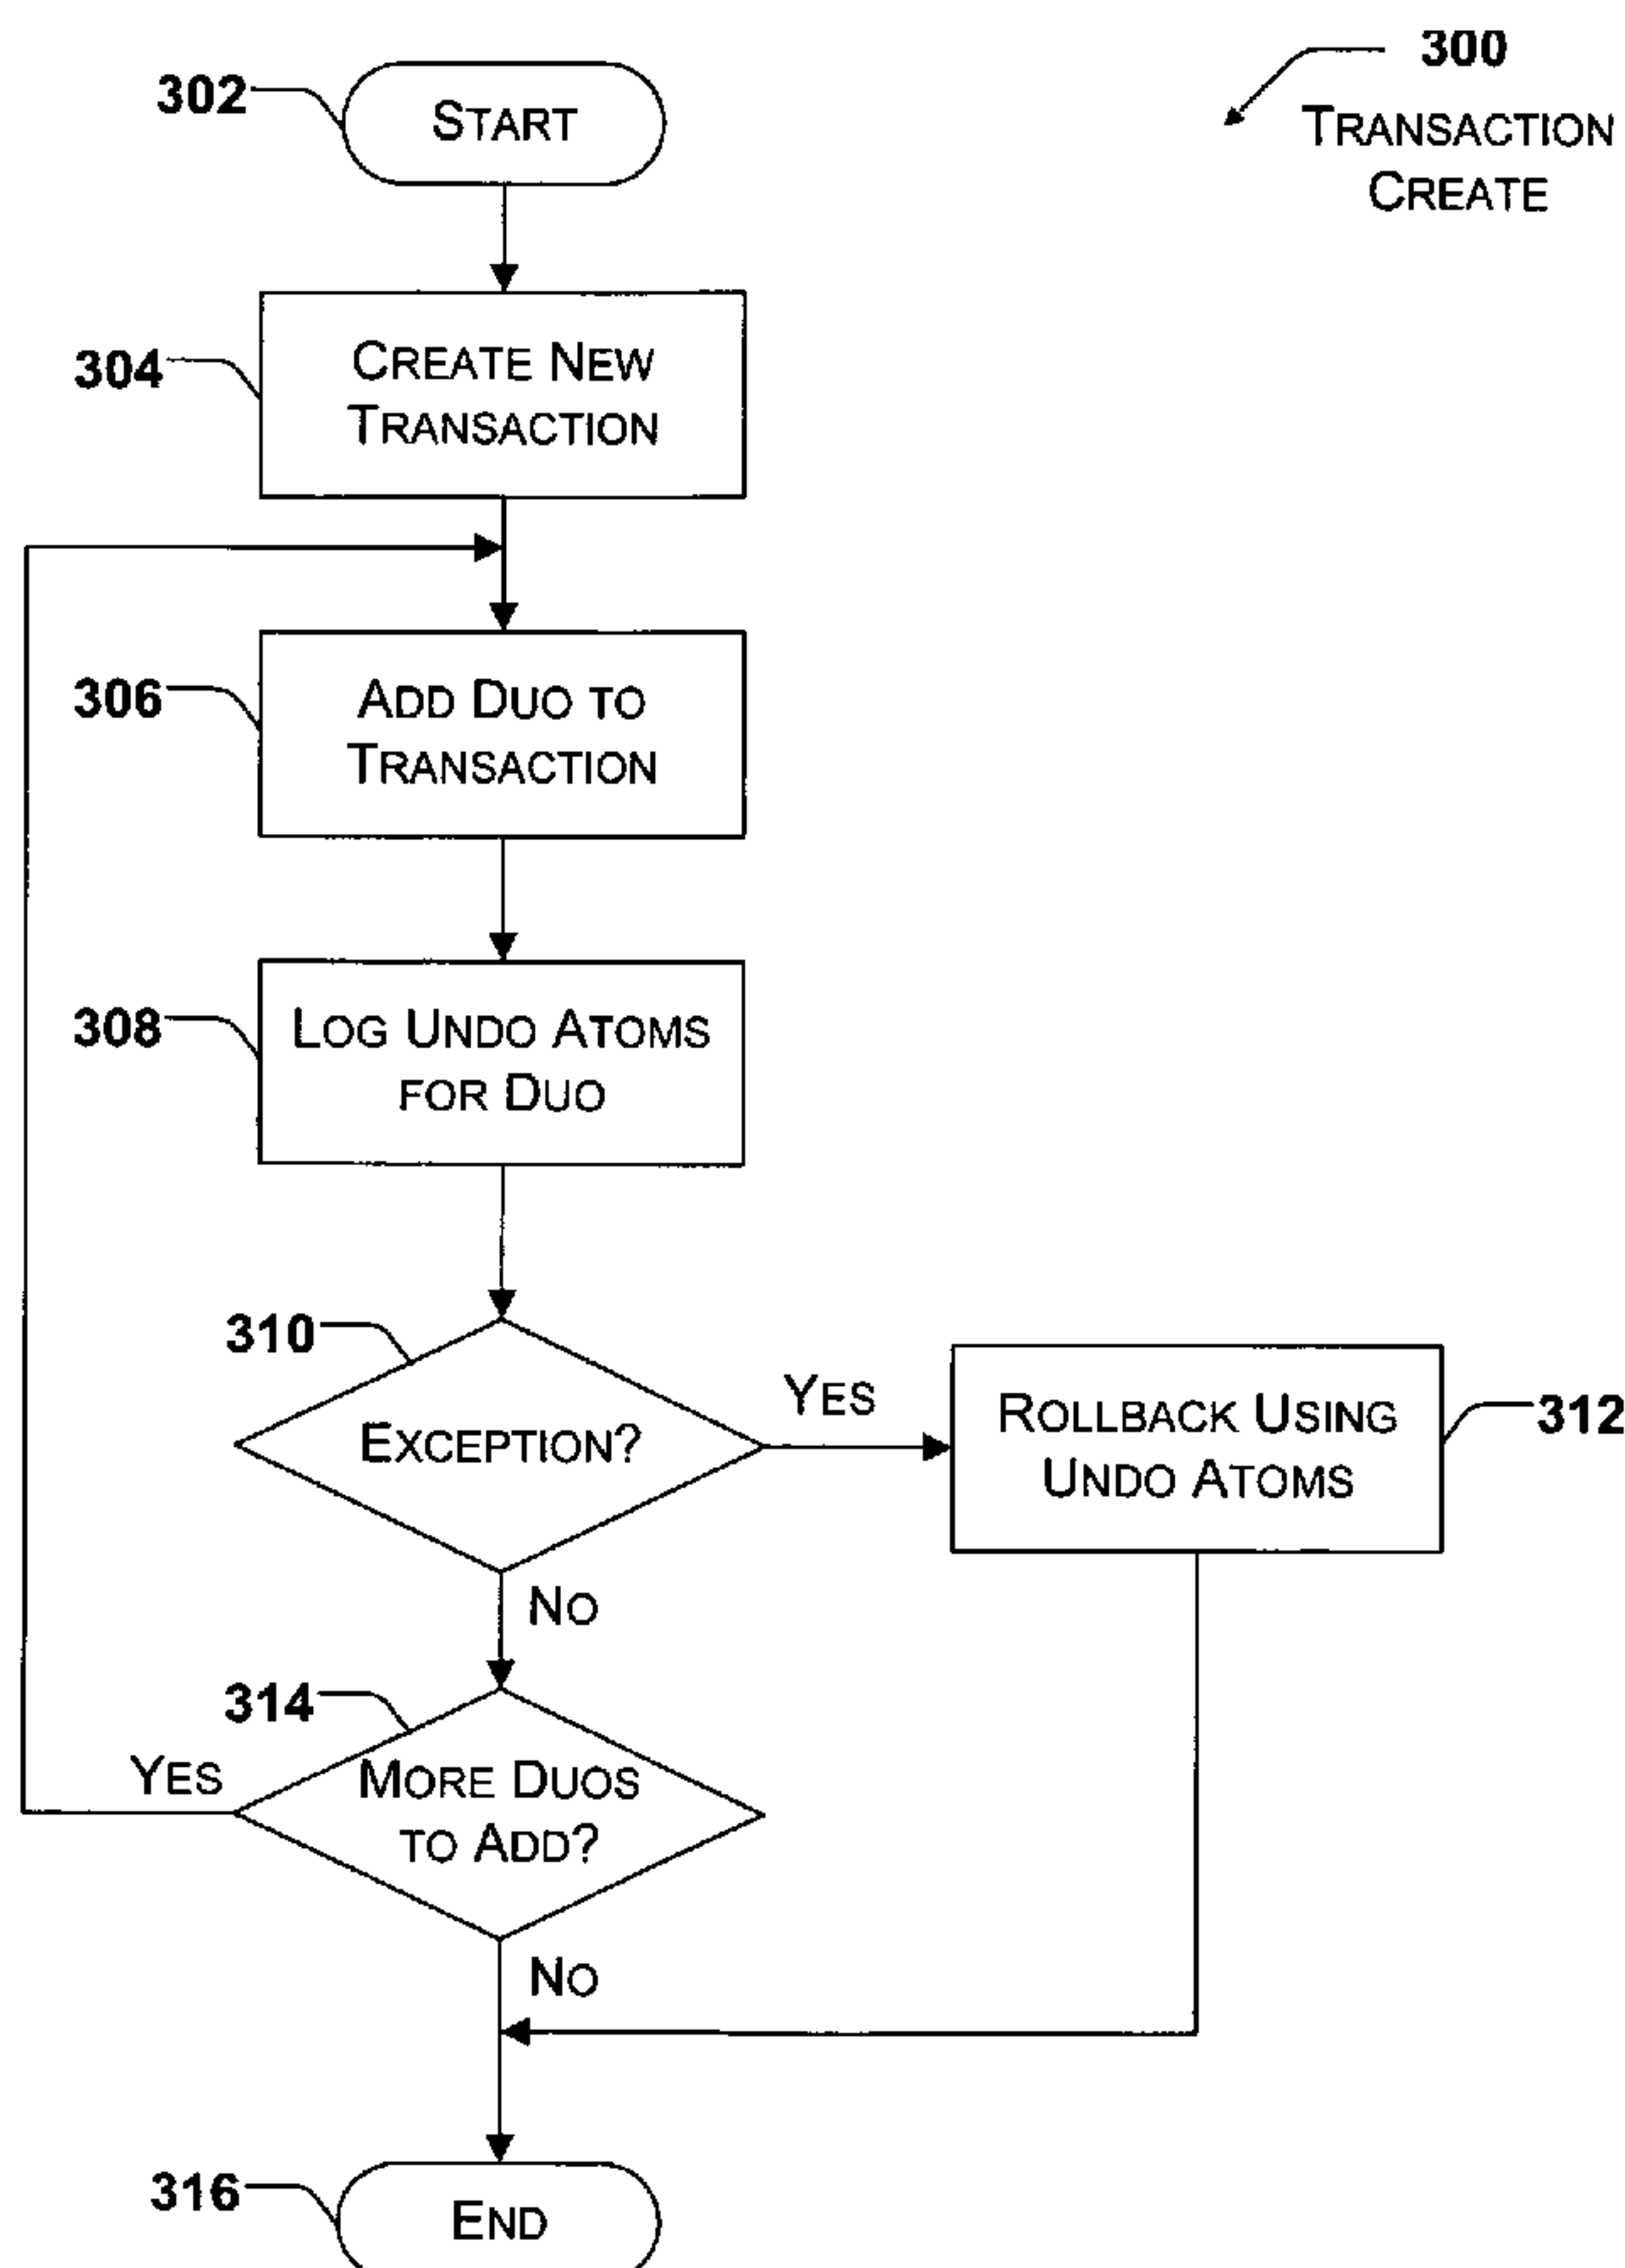 300
TRANSACTION
CREATE
302
START
304
CREATE NEW
TRANSACTION
306
ADD DUO TO
TRANSACTION
308
LOG UNDO ATOMS
FOR DUO
310
EXCEPTION?
YES
ROLLBACK USING
UNDO ATOMS
312
NO
314
YES
MORE DUOS
TO ADD?
NO
316
END